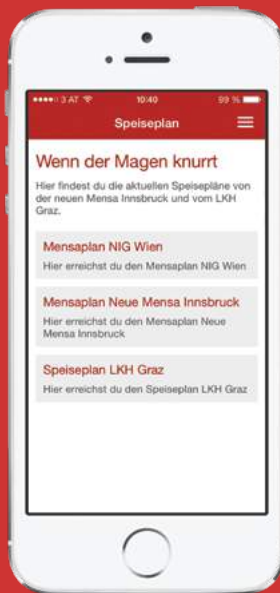 3 AT 10:40 99 %
Speiseplan
Wenn der Magen knurrt
Hier findest du die aktuellen Speisepläne von
der neuen Mensa Innsbruck und vom LKH
Graz.
Mensaplan NIG Wien
Hier erreichst du den Mensaplan NIG Wien
Mensaplan Neue Mensa Innsbruck
Hier erreichst du den Mensaplan Neue
Mensa Innsbruck
Speiseplan LKH Graz
Hier erreichst du den Speiseplan LKH Graz